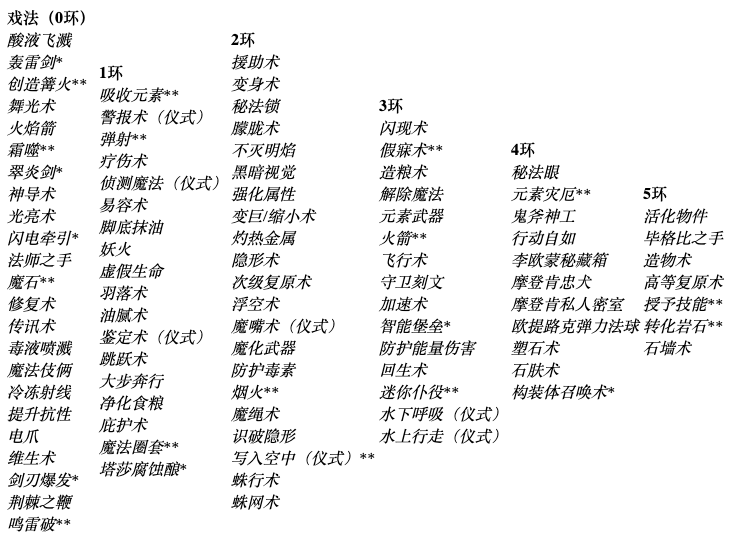 戏法（0环）
酸液飞溅
轰雷剑*
创造篝火**
舞光术
火焰箭
霜噬**
翠炎剑*
神导术
光亮术
闪电牵引*
法师之手
魔石**
修复术
传讯术
毒液喷溅
魔法伎俩
冷冻射线
提升抗性
电爪
维生术
剑刃爆发*
荆棘之鞭
鸣雷破**
1环
吸收元素**
警报术（仪式）
弹射**
疗伤术
侦测魔法（仪式）
易容术
脚底抹油
妖火
虚假生命
羽落术
油腻术
鉴定术（仪式）
跳跃术
大步奔行
净化食粮
庇护术
魔法圈套**
塔莎腐蚀酿*
2环
援助术
变身术
秘法锁
朦胧术
不灭明焰
黑暗视觉
强化属性
变巨/缩小术
灼热金属
隐形术
次级复原术
浮空术
魔嘴术（仪式）
魔化武器
防护毒素
烟火**
魔绳术
识破隐形
写入空中（仪式）**
蛛行术
蛛网术
3环
闪现术
假寐术**
造粮术
解除魔法
元素武器
火箭**
飞行术
守卫刻文
加速术
智能堡垒*
防护能量伤害
回生术
迷你仆役**
水下呼吸（仪式）
水上行走（仪式）
4环
秘法眼
元素灾厄**
鬼斧神工
行动自如
李欧蒙秘藏箱
摩登肯忠犬
摩登肯私人密室
欧提路克弹力法球
塑石术
石肤术
构装体召唤术*
5环
活化物件
毕格比之手
造物术
高等复原术
授予技能**
转化岩石**
石墙术